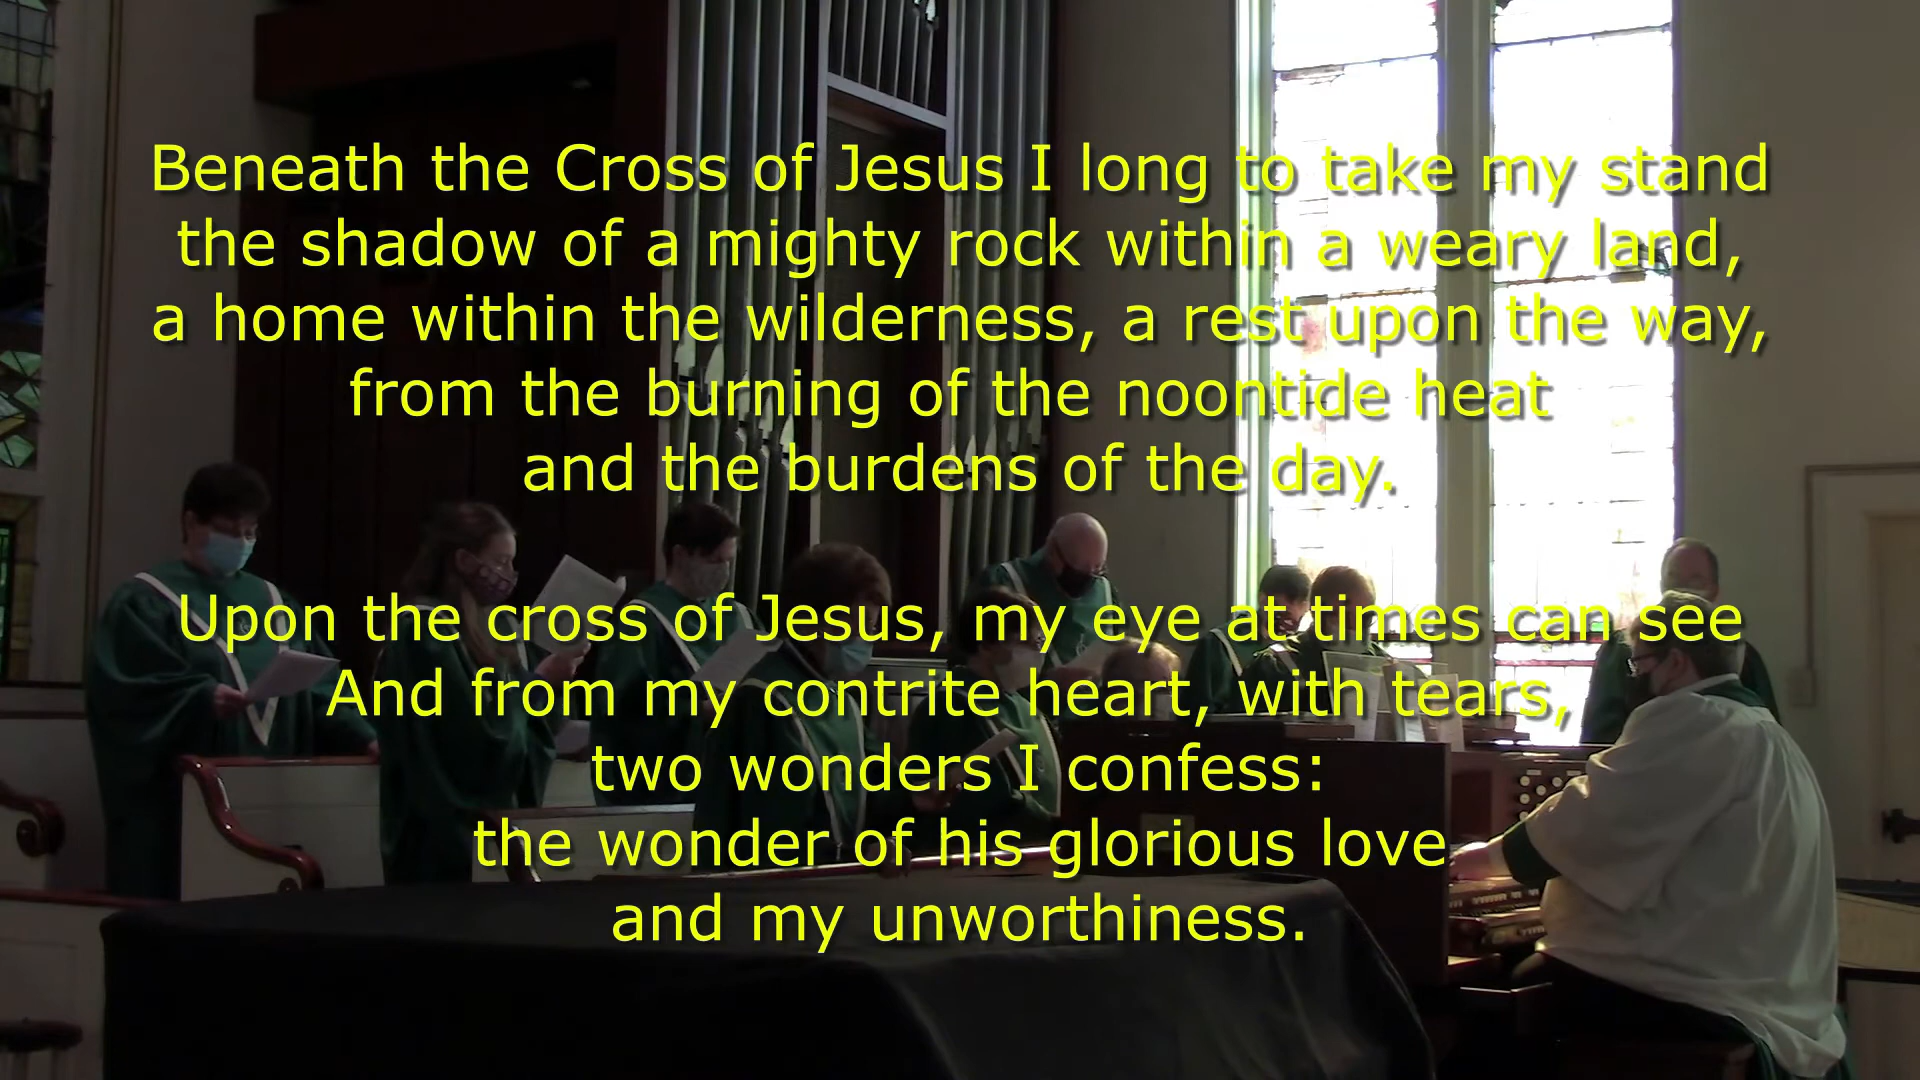 Beneath the Cross of Jesus I long to take my stand
the shadow of a mighty rock within a weary land,
a home within the wilderness, a rest upon the way,
from the burning of the noontide heat
and the burdens of the day.
Upon the cross of Jesus, my eye at times can see
And from my contrite heart, with tears,
two wonders I confess:
the wonder of his glorious love
and my unworthiness.